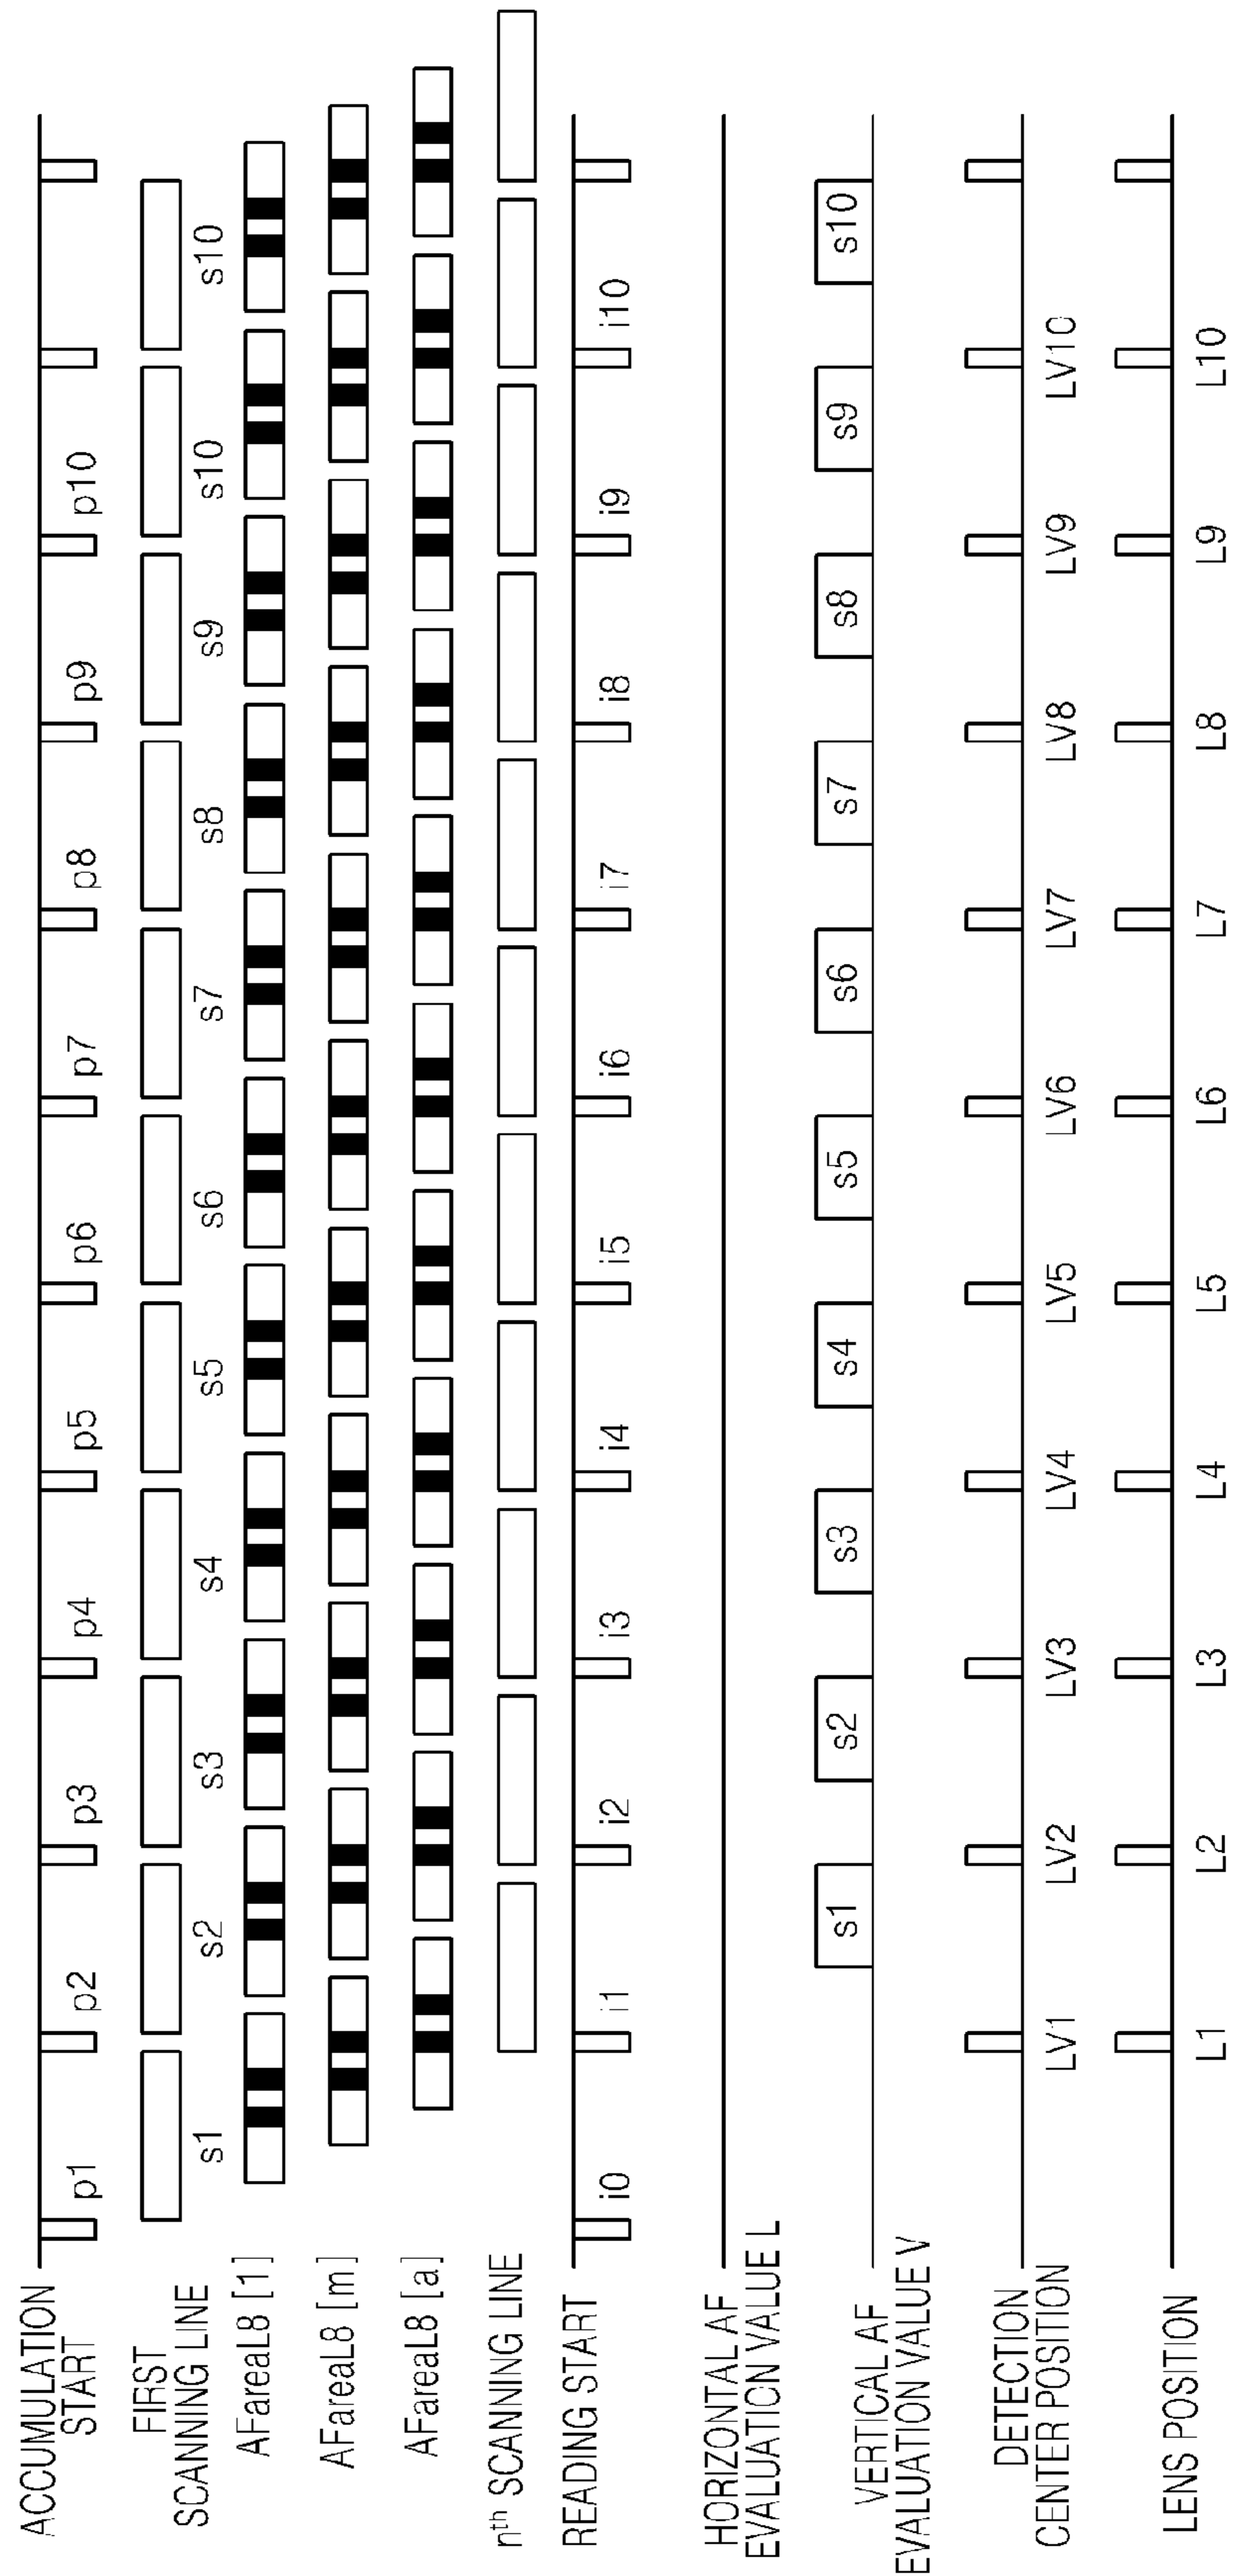 ACCUMULATION
START
p1 p2 p3 p4 p5 p6 p7 p8 p9 p10
FIRST
SCANNING LINE
s1 s2 s3 s4 s5 s6 s7 s8 s9 s10 s10
AFareaL8 [1]
AFareaL8 [m]
AFareaL8 [a]
nth SCANNING LINE
READING START
i0 i1 i2 i3 i4 i5 i6 i7 i8 i9 i10
HORIZONTAL AF
EVALUATION VALUE L
VERTICAL AF
EVALUATION VALUE V
s1 s2 s3 s4 s5 s6 s7 s8 s9 s10
DETECTION
CENTER POSITION
LV1 LV2 LV3 LV4 LV5 LV6 LV7 LV8 LV9 LV10
LENS POSITION
L1 L2 L3 L4 L5 L6 L7 L8 L9 L10